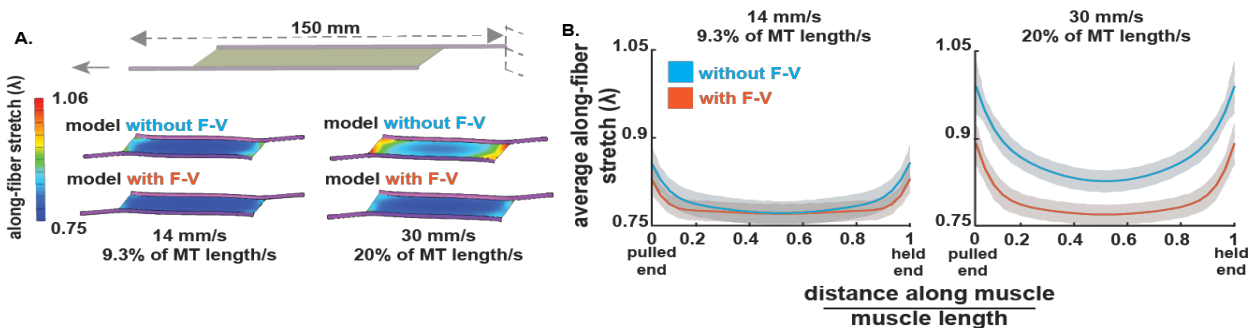 A.
150 mm
along-fiber
stretch (λ)
1.06
0.75
model without F-V
model with F-V
14 mm/s
9.3% of MT length/s
model without F-V
model with F-V
30 mm/s
20% of MT length/s
B.
average along-fiber
stretch (λ)
14 mm/s
9.3% of MT length/s
1.05
0.9
0.75
without F-V
with F-V
0 0.2 0.4 0.6 0.8 1
pulled
end
held
end
30 mm/s
20% of MT length/s
1.05
0.9
0.75
0 0.2 0.4 0.6 0.8 1
pulled
end
held
end
distance along muscle
muscle length